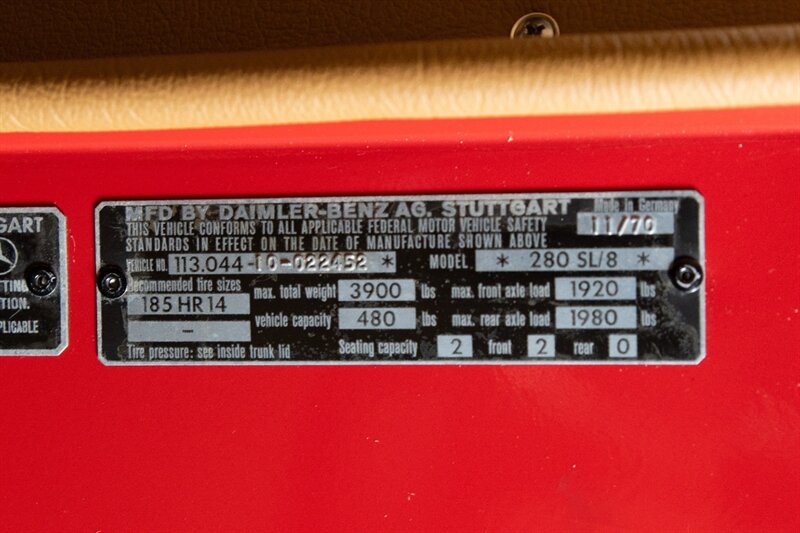 GART
TTING
TION.
PLICABLE
MFD BY DAIMLER-BENZ AG. STUTTGART Made in Germany
THIS VEHICLE CONFORMS TO ALL APPLICABLE FEDERAL MOTOR VEHICLE SAFETY 11/70
STANDARDS IN EFFECT ON THE DATE OF MANUFACTURE SHOWN ABOVE
VEHICLE NO. 113.044-10-022452 * MODEL * 280 SL/8 *
Recommended tire sizes max. total weight 3900 lbs max. front axle load 1920 lbs
185 HR 14
– vehicle capacity 480 lbs max. rear axle load 1980 lbs
Tire pressure: see inside trunk lid Seating capacity 2 front 2 rear 0